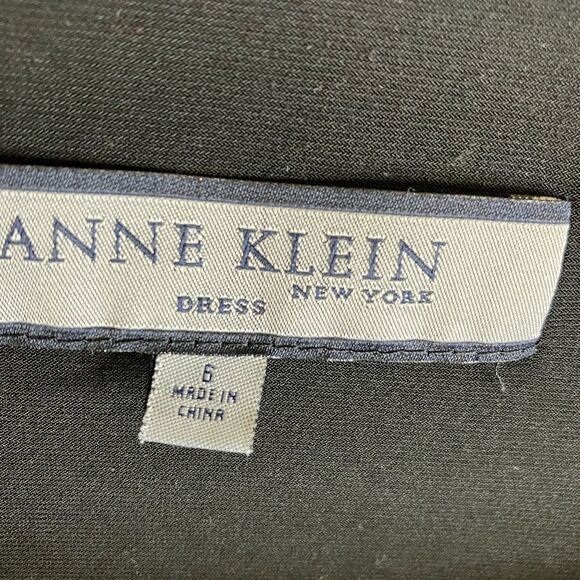 ANNE KLEIN
NEW YORK
DRESS
6
MADE IN
CHINA